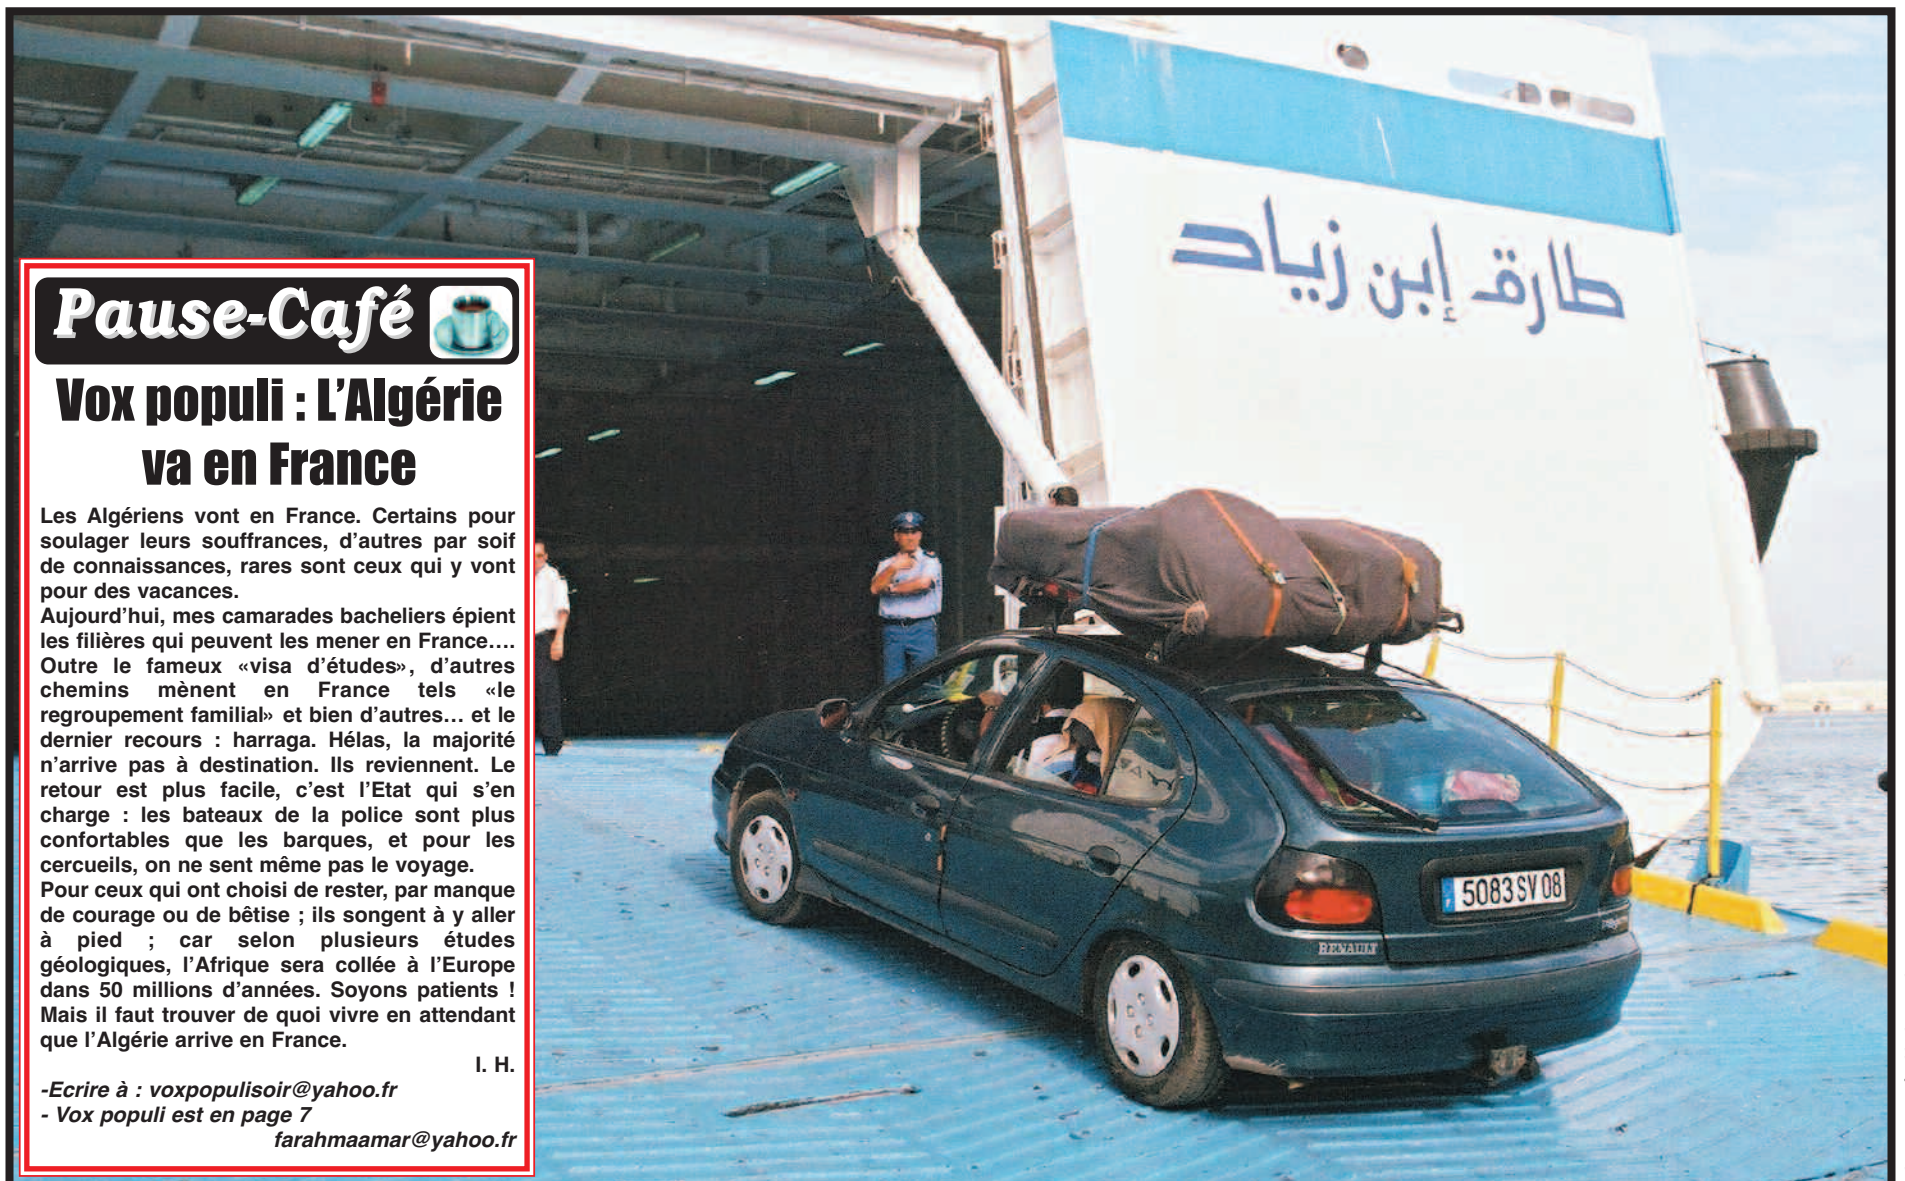 Pause-Café
Vox populi : L'Algérie
va en France
Les Algériens vont en France. Certains pour
soulager leurs souffrances, d'autres par soif
de connaissances, rares sont ceux qui y vont
pour des vacances.
Aujourd'hui, mes camarades bacheliers épient
les filières qui peuvent les mener en France….
Outre le fameux «visa d'études», d'autres
chemins mènent en France tels «le
regroupement familial» et bien d'autres… et le
dernier recours : harraga. Hélas, la majorité
n'arrive pas à destination. Ils reviennent. Le
retour est plus facile, c'est l'Etat qui s'en
charge : les bateaux de la police sont plus
confortables que les barques, et pour les
cercueils, on ne sent même pas le voyage.
Pour ceux qui ont choisi de rester, par manque
de courage ou de bêtise ; ils songent à y aller
à pied ; car selon plusieurs études
géologiques, l'Afrique sera collée à l'Europe
dans 50 millions d'années. Soyons patients !
Mais il faut trouver de quoi vivre en attendant
que l'Algérie arrive en France.
I. H.
-Ecrire à : voxpopulisoir@yahoo.fr
- Vox populi est en page 7
farahmaamar@yahoo.fr
طارق إبن زياد
5083 SV 08
RENAULT